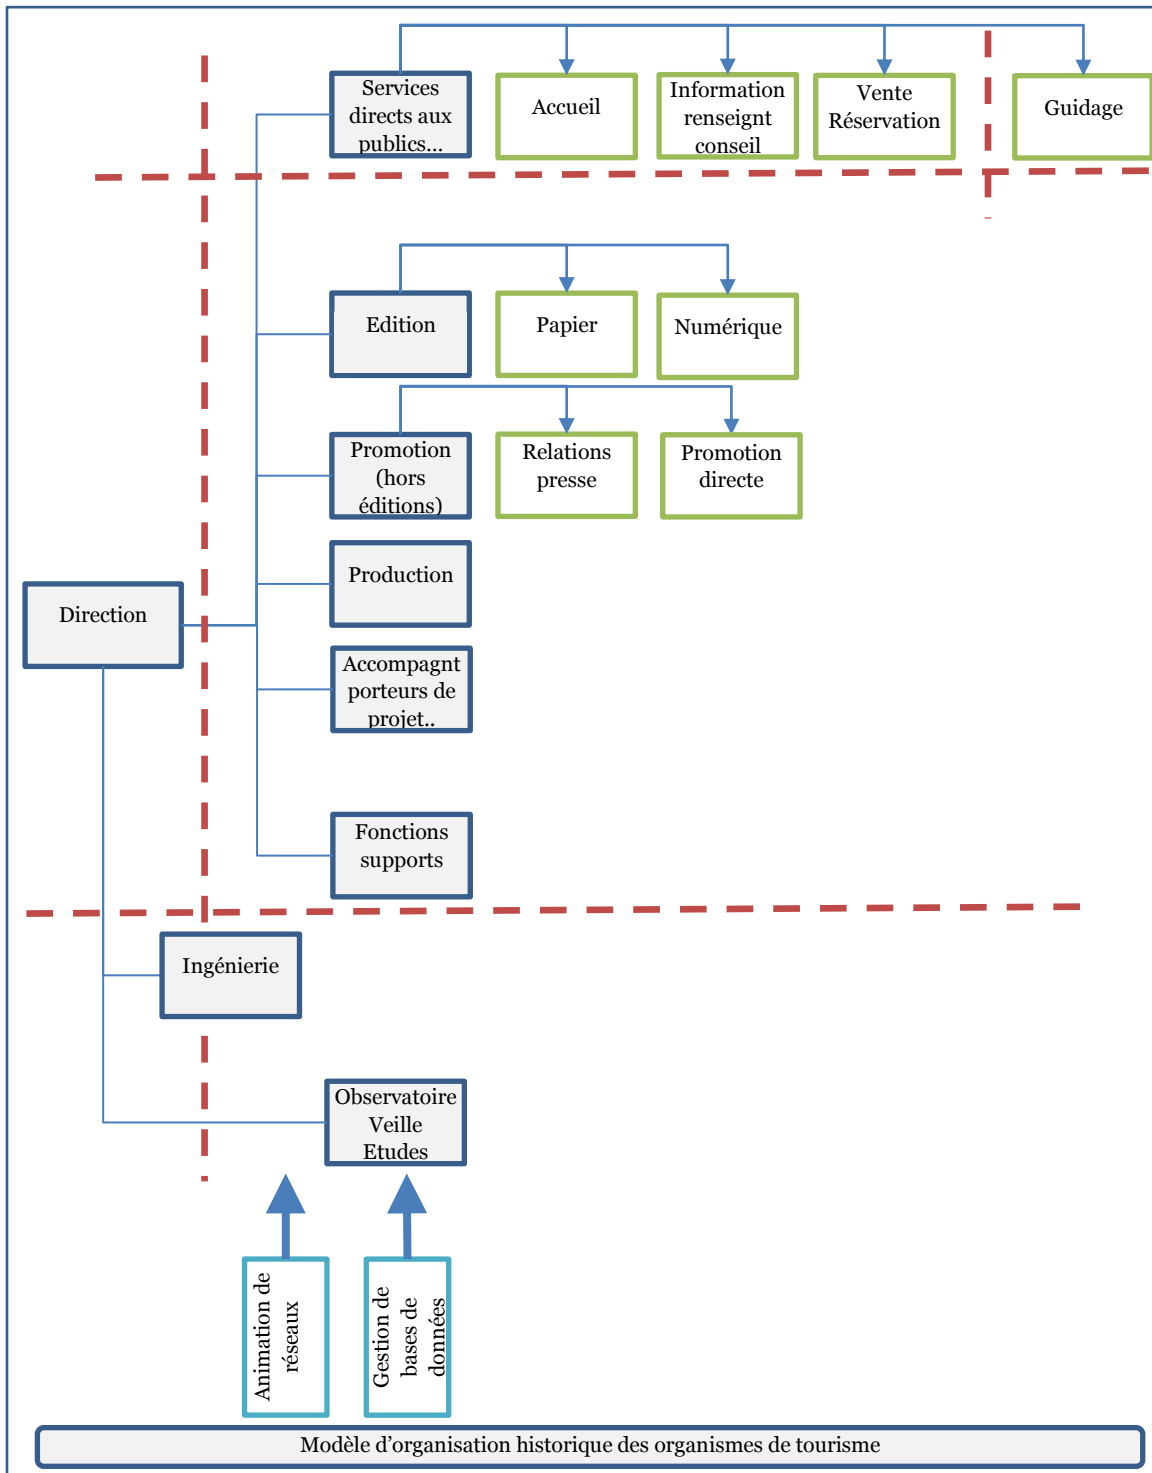 Services
directs aux
publics...
Accueil
Information
renseignt
conseil
Vente
Réservation
Guidage
Edition
Papier
Numérique
Promotion
(hors
éditions)
Relations
presse
Promotion
directe
Production
Direction
Accompagnt
porteurs de
projet..
Fonctions
supports
Ingénierie
Observatoire
Veille
Etudes
Animation de
réseaux
Gestion de
bases de
données
Modèle d'organisation historique des organismes de tourisme